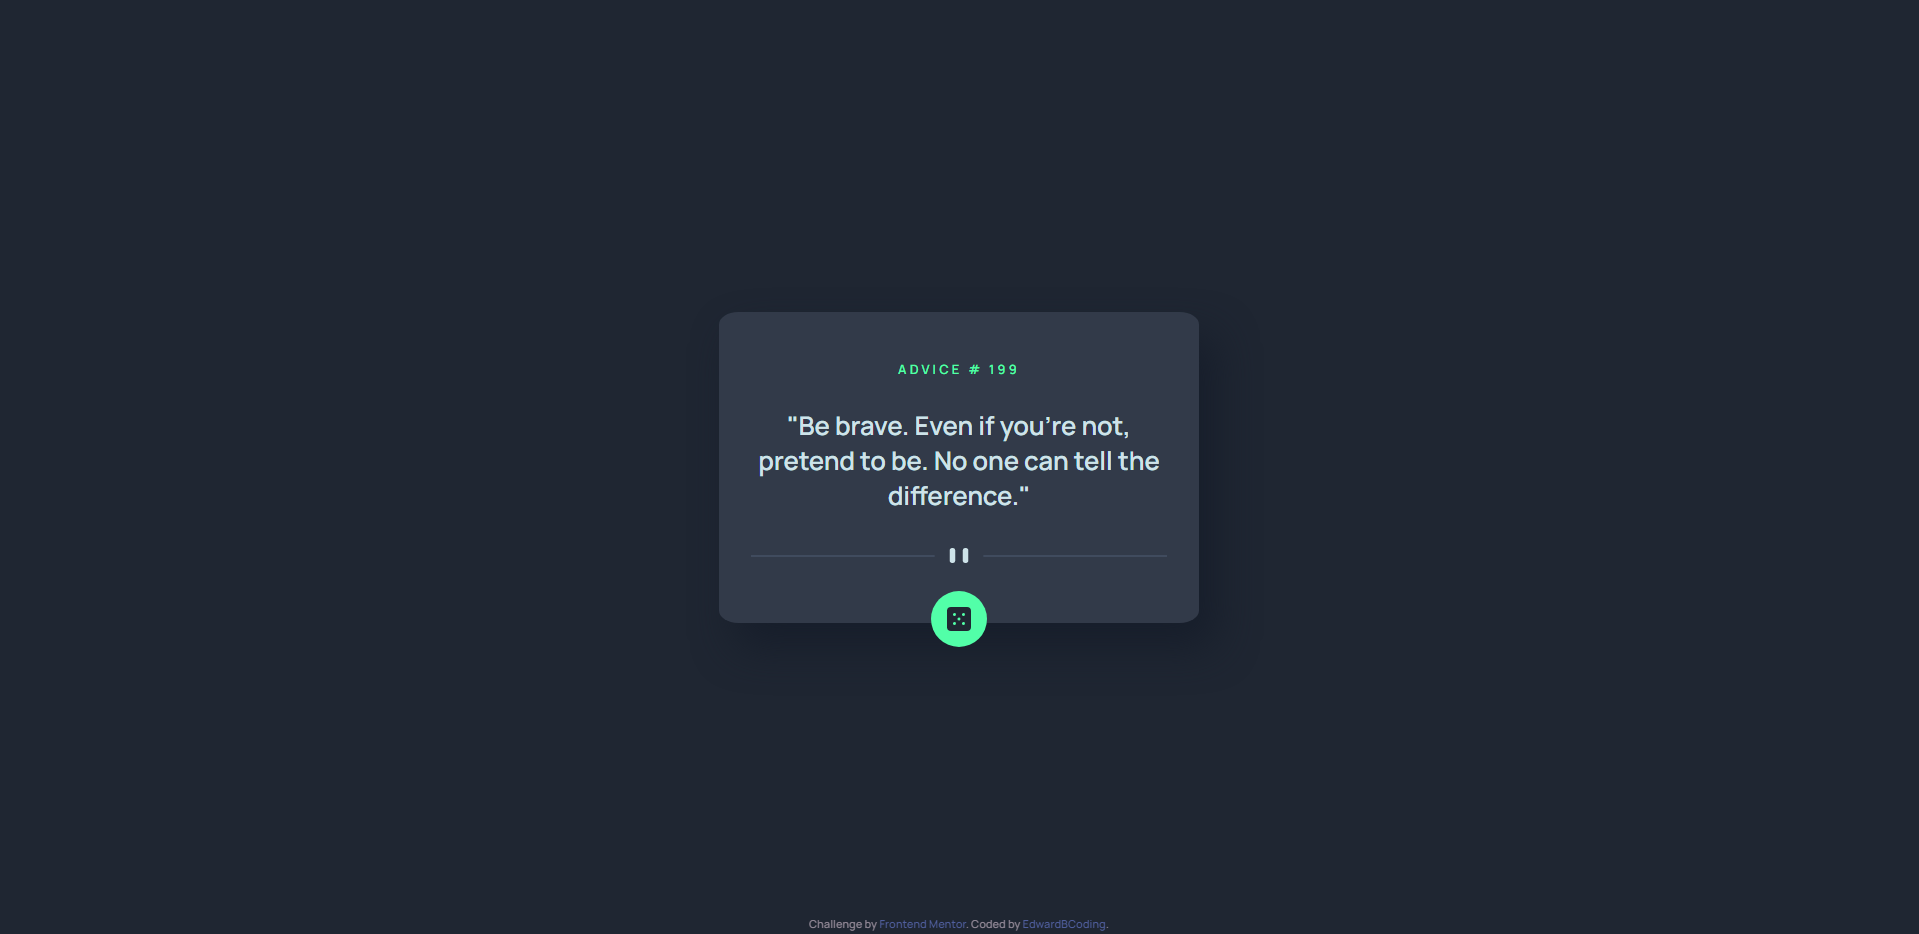 ADVICE # 199
"Be brave. Even if you're not,
pretend to be. No one can tell the
difference."
Challenge by Frontend Mentor. Coded by EdwardBCoding.